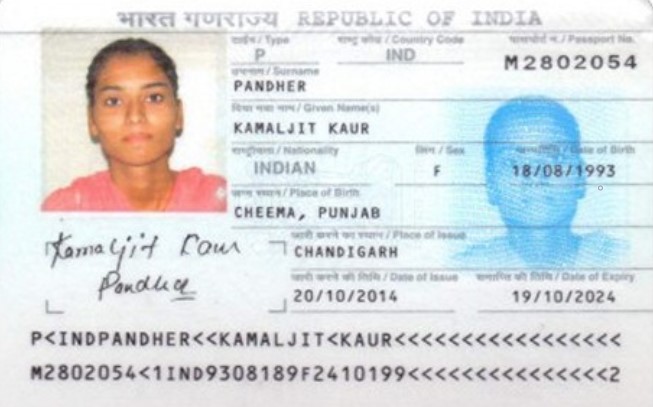 भारत गणराज्य REPUBLIC OF INDIA
टाईप / Type राष्ट्र कोड / Country Code पासपोर्ट न. / Passport No.
P IND M2802054
उपनाम / Surname
PANDHER
दिया गया नाम / Given Name(s)
KAMALJIT KAUR
राष्ट्रीयता / Nationality लिंग / Sex जन्मतिथि / Date of Birth
INDIAN F 18/08/1993
जन्म स्थान / Place of Birth
CHEEMA, PUNJAB
जारी करने का स्थान / Place of Issue
CHANDIGARH
जारी करने की तिथि / Date of Issue समाप्ति की तिथि / Date of Expiry
20/10/2014 19/10/2024
Kamaljit Kaur
Pandher
P<INDPANDHER<<KAMALJIT<KAUR<<<<<<<<<<<<<<<<<
M2802054<1IND9308189F2410199<<<<<<<<<<<<<<<2